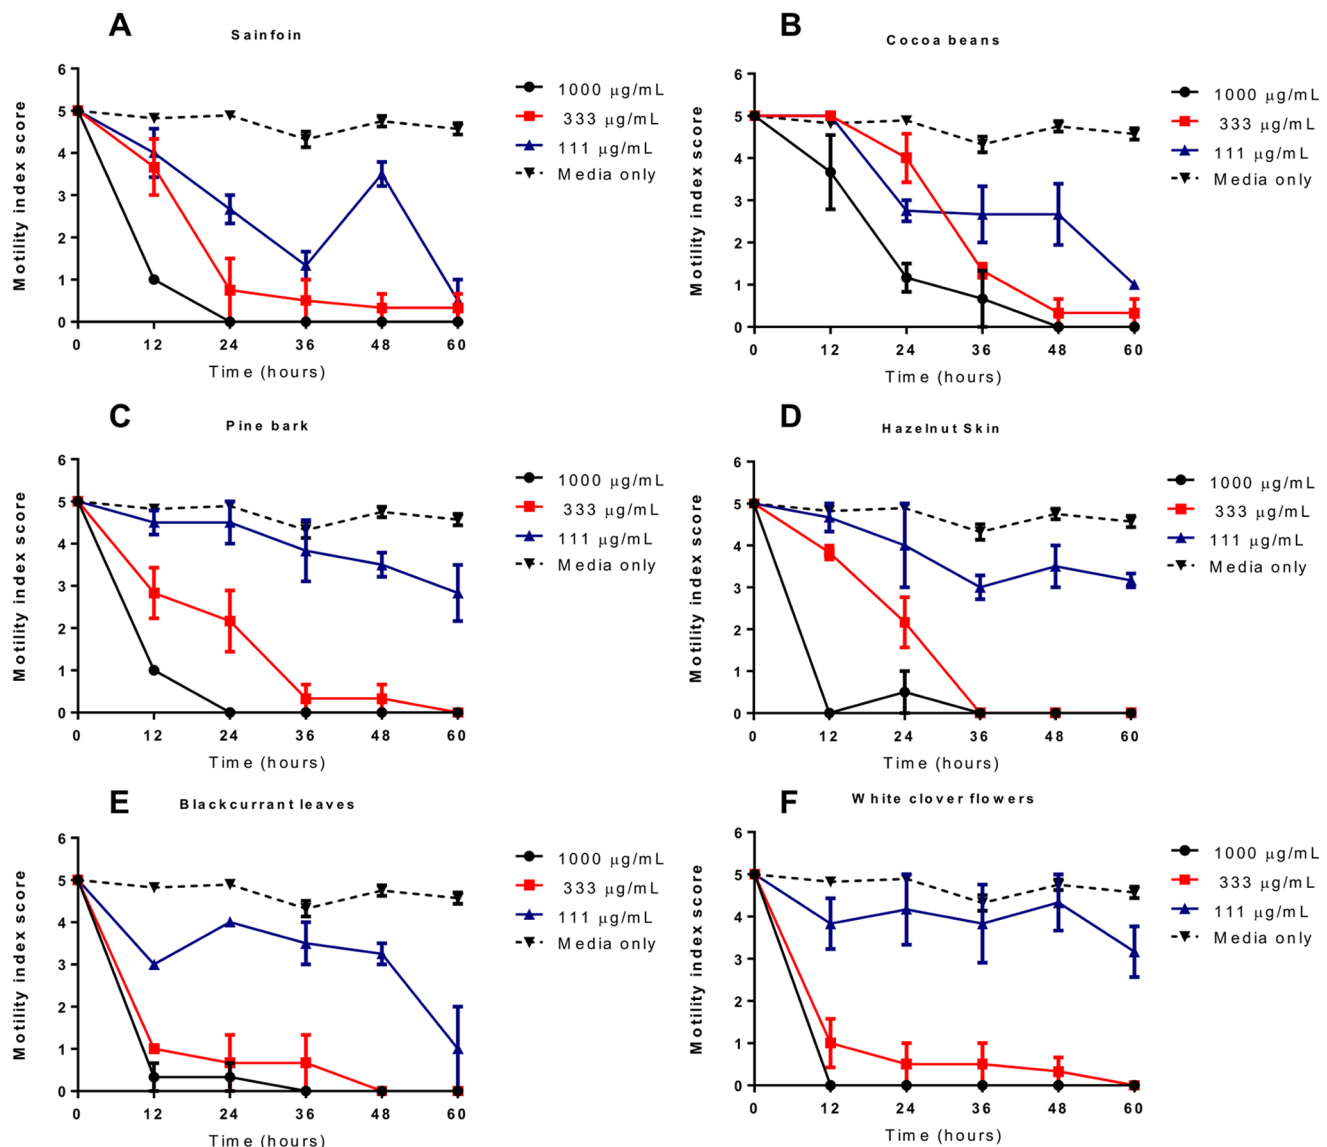 A
Sainfoin
Motility index score
6
5
4
3
2
1
0
0 12 24 36 48 60
Time (hours)
1000 µg/mL
333 µg/mL
111 µg/mL
Media only
B
Cocoa beans
Motility index score
6
5
4
3
2
1
0
0 12 24 36 48 60
Time (hours)
1000 µg/mL
333 µg/mL
111 µg/mL
Media only
C
Pine bark
Motility index score
6
5
4
3
2
1
0
0 12 24 36 48 60
Time (hours)
1000 µg/mL
333 µg/mL
111 µg/mL
Media only
D
Hazelnut Skin
Motility index score
6
5
4
3
2
1
0
0 12 24 36 48 60
Time (hours)
1000 µg/mL
333 µg/mL
111 µg/mL
Media only
E
Blackcurrant leaves
Motility index score
6
5
4
3
2
1
0
0 12 24 36 48 60
Time (hours)
1000 µg/mL
333 µg/mL
111 µg/mL
Media only
F
White clover flowers
Motility index score
6
5
4
3
2
1
0
0 12 24 36 48 60
Time (hours)
1000 µg/mL
333 µg/mL
111 µg/mL
Media only